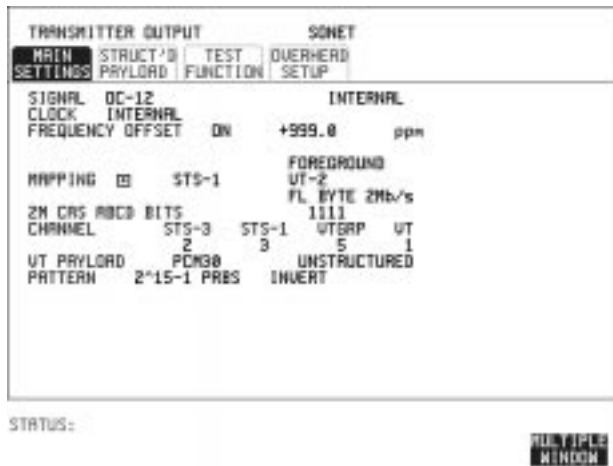 TRANSMITTER OUTPUT SONET
MAIN SETTINGS STRUCT'D PAYLOAD TEST FUNCTION OVERHEAD SETUP
SIGNAL OC-12 INTERNAL
CLOCK INTERNAL
FREQUENCY OFFSET ON +999.0 ppm
FOREGROUND
MAPPING STS-1 VT-2
FL BYTE 2Mb/s
2M CAS ABCD BITS 1111
CHANNEL STS-3 STS-1 VTGRP VT
2 3 5 1
VT PAYLOAD PCM30 UNSTRUCTURED
PATTERN 2^15-1 PRBS INVERT
STATUS:
MULTIPLE
WINDOW